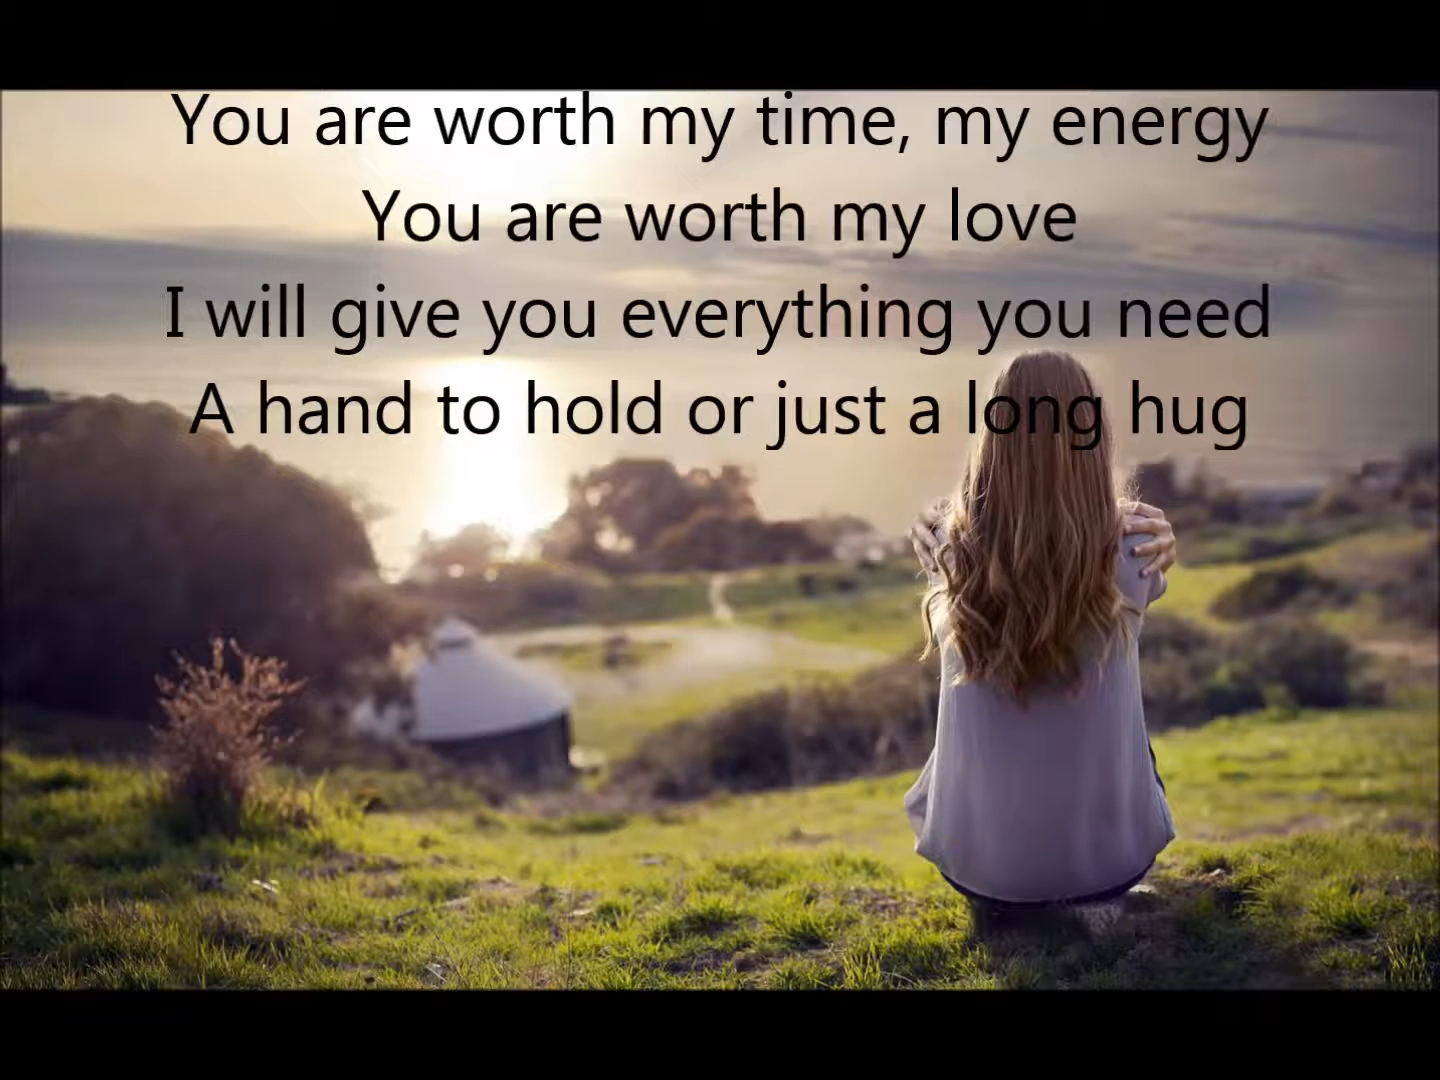 You are worth my time, my energy
You are worth my love
I will give you everything you need
A hand to hold or just a long hug